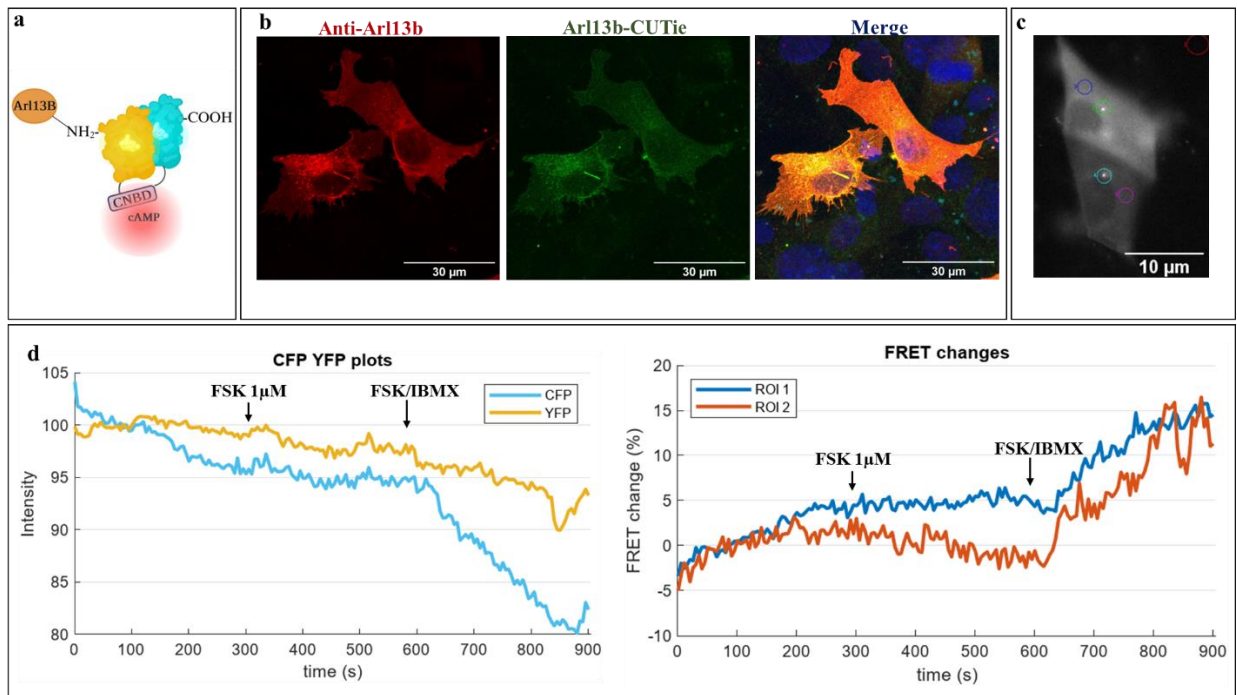 a
Arl13B
NH₂-
-COOH
CNBD
cAMP
b
Anti-Arl13b
Arl13b-CUTie
Merge
30 µm
30 µm
30 µm
c
10 µm
d
CFP YFP plots
FSK 1µM
FSK/IBMX
CFP
YFP
Intensity
105
100
95
90
85
80
0 100 200 300 400 500 600 700 800 900
time (s)
FRET changes
ROI 1
ROI 2
FSK 1µM
FSK/IBMX
FRET change (%)
20
15
10
5
0
-5
-10
0 100 200 300 400 500 600 700 800 900
time (s)